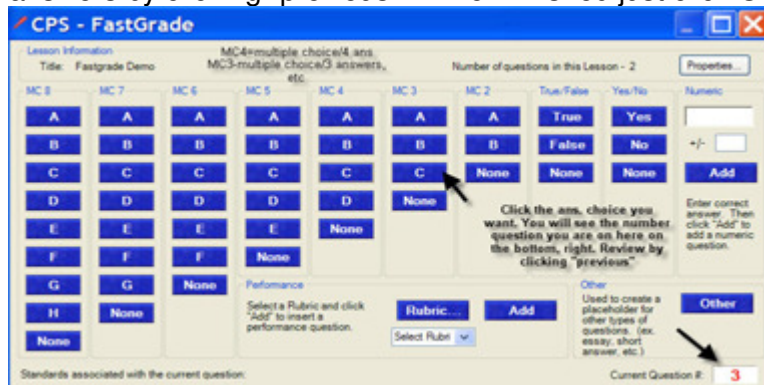 CPS - FastGrade
Lesson Information
Title: Fastgrade Demo
MC4=multiple choice/4 ans.
MC3-multiple choice/3 answers,
etc
Number of questions in this Lesson - 2
Properties...
MC 8 MC 7 MC 6 MC 5 MC 4 MC 3 MC 2 True/False Yes/No Numeric
A A A A A A A True Yes
B B B B B B B False No +/-
C C C C C C None None None Add
D D D D D None
E E E E None
F F F None
G G None
H None
None
Click the ans, choice you
want. You will see the number
question you are on here on
the bottom, right. Review by
clicking "previous"
Enter correct
answer. Then
click "Add" to
add a numeric
question.
Performance
Select a Rubric and click
"Add" to insert a
performance question.
Rubric...
Add
Select Rubri
Other
Used to create a
placeholder for
other types of
questions. (ex.
essay, short
answer, etc.)
Other
Standards associated with the current question:
Current Question #: 3